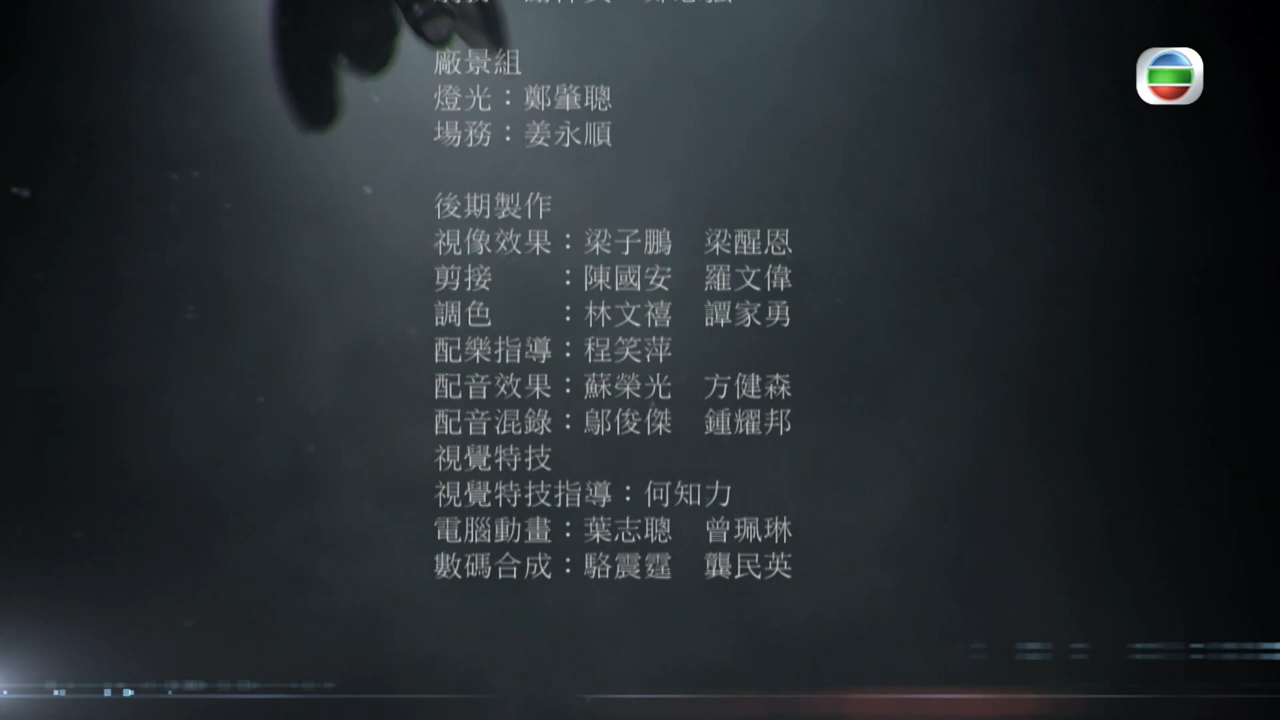 廠景組
燈光：鄭肇聰
場務：姜永順
後期製作
視像效果：梁子鵬　梁醒恩
剪接　　：陳國安　羅文偉
調色　　：林文禧　譚家勇
配樂指導：程笑萍
配音效果：蘇榮光　方健森
配音混錄：鄔俊傑　鍾耀邦
視覺特技
視覺特技指導：何知力
電腦動畫：葉志聰　曾珮琳
數碼合成：駱震霆　龔民英